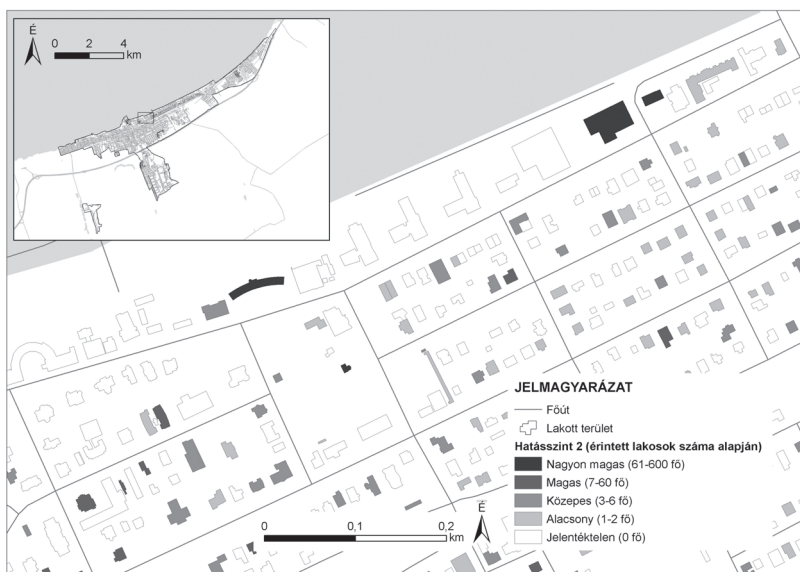 É
0 2 4
km
JELMAGYARÁZAT
Főút
Lakott terület
Hatásszint 2 (érintett lakosok száma alapján)
Nagyon magas (61-600 fő)
Magas (7-60 fő)
Közepes (3-6 fő)
Alacsony (1-2 fő)
Jelentéktelen (0 fő)
É
0 0,1 0,2
km